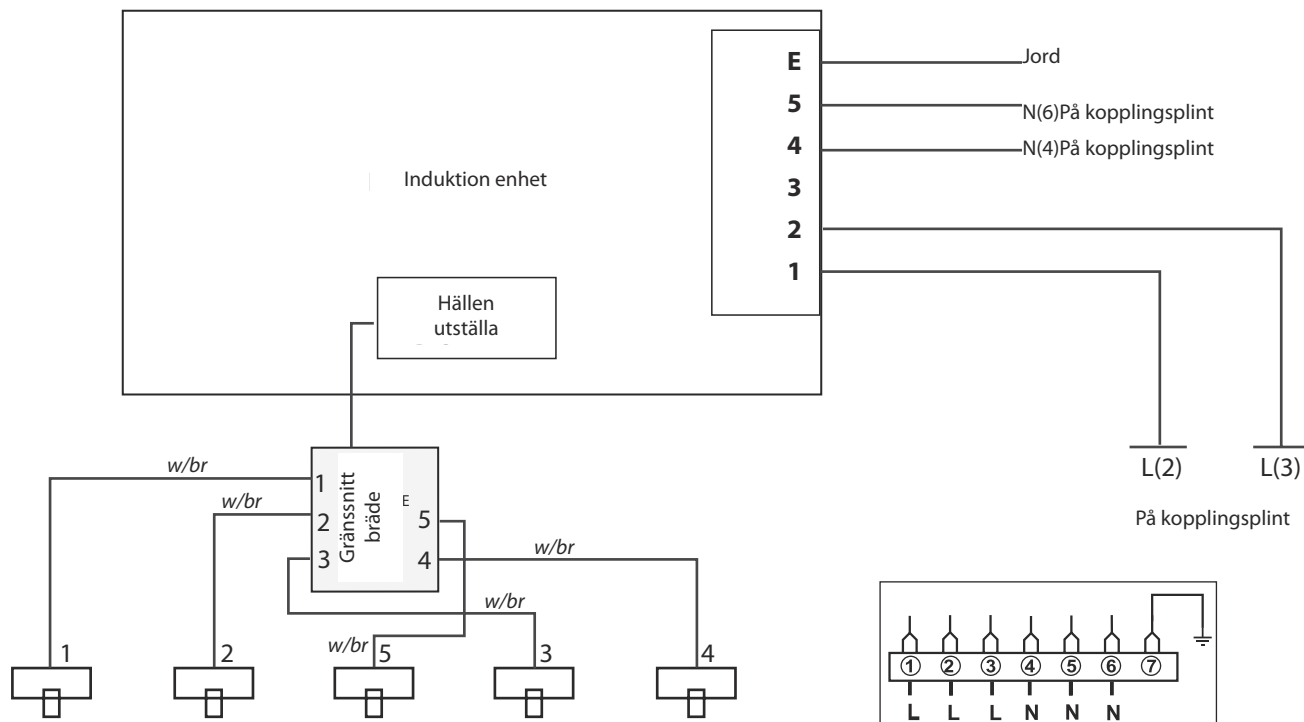 E
Jord
5
N(6)På kopplingsplint
4
N(4)På kopplingsplint
3
Induktion enhet
2
1
Hällen
utställa
L(2)
L(3)
På kopplingsplint
w/br
w/br
1
2
3
Gränssnitt
bräde
E
5
4
w/br
w/br
w/br
1
2
5
3
4
1 2 3 4 5 6 7
L L L N N N